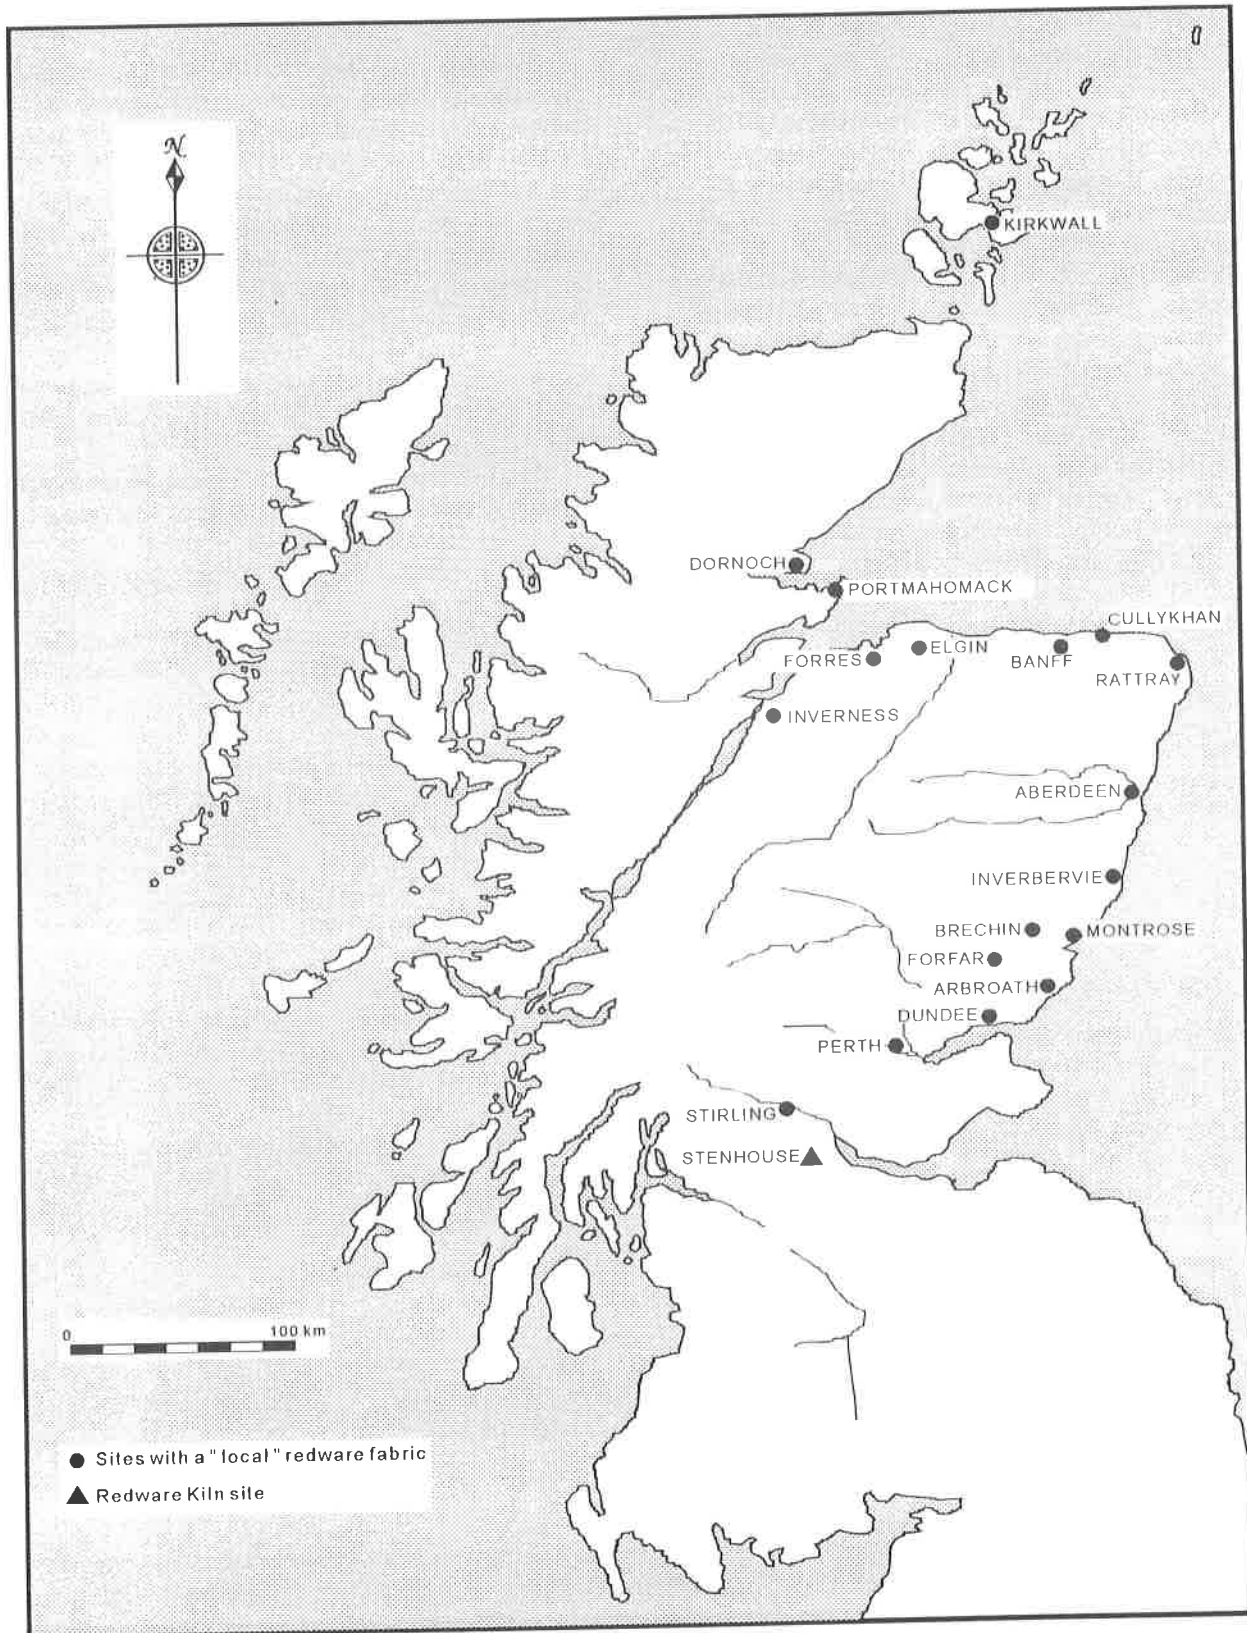 N
KIRKWALL
DORNOCH
PORTMAHOMACK
CULLYKHAN
ELGIN
BANFF
FORRES
RATTRAY
INVERNESS
ABERDEEN
INVERBERVIE
BRECHIN
MONTROSE
FORFAR
ARBROATH
DUNDEE
PERTH
STIRLING
STENHOUSE
0 100 km
Sites with a "local" redware fabric
Redware Kiln site